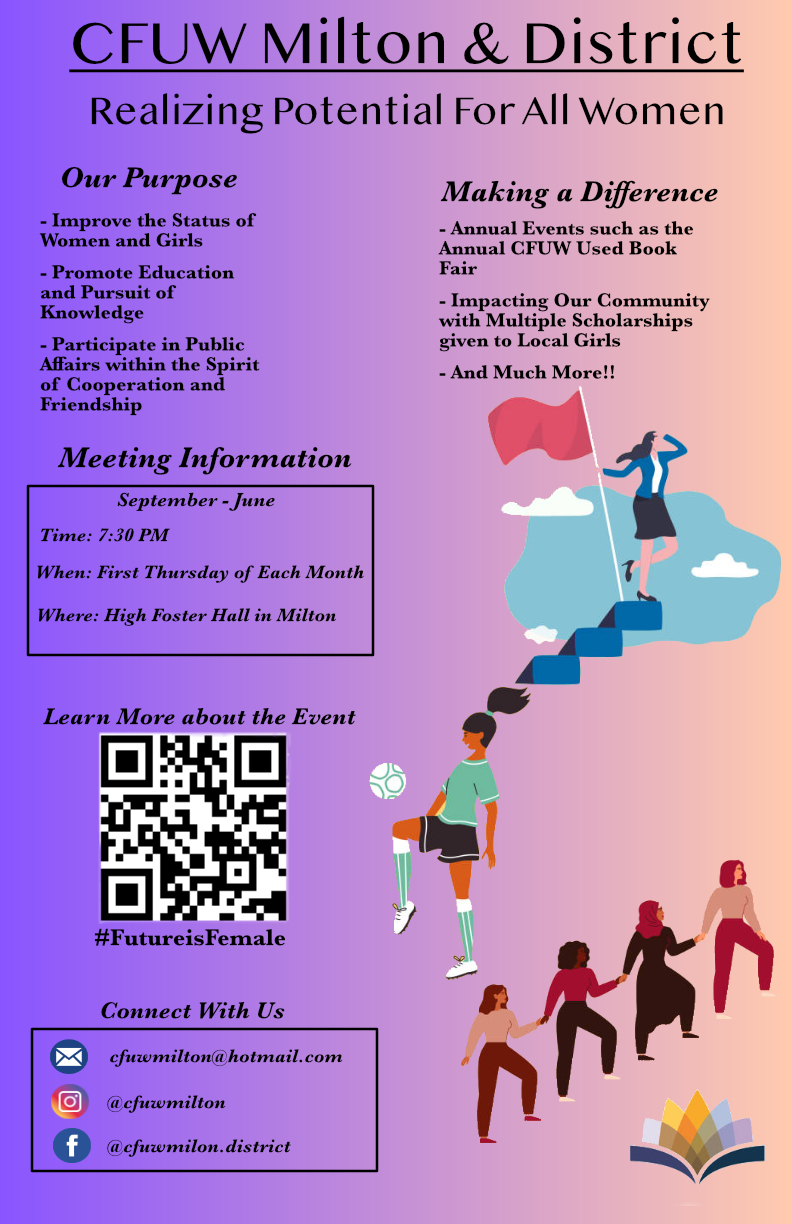 CFUW Milton & District
Realizing Potential For All Women
Our Purpose
- Improve the Status of
Women and Girls
- Promote Education
and Pursuit of
Knowledge
- Participate in Public
Affairs within the Spirit
of Cooperation and
Friendship
Making a Difference
- Annual Events such as the
Annual CFUW Used Book
Fair
- Impacting Our Community
with Multiple Scholarships
given to Local Girls
- And Much More!!
Meeting Information
September - June
Time: 7:30 PM
When: First Thursday of Each Month
Where: High Foster Hall in Milton
Learn More about the Event
#FutureisFemale
Connect With Us
cfuwmilton@hotmail.com
@cfuwmilton
@cfuwmilon.district